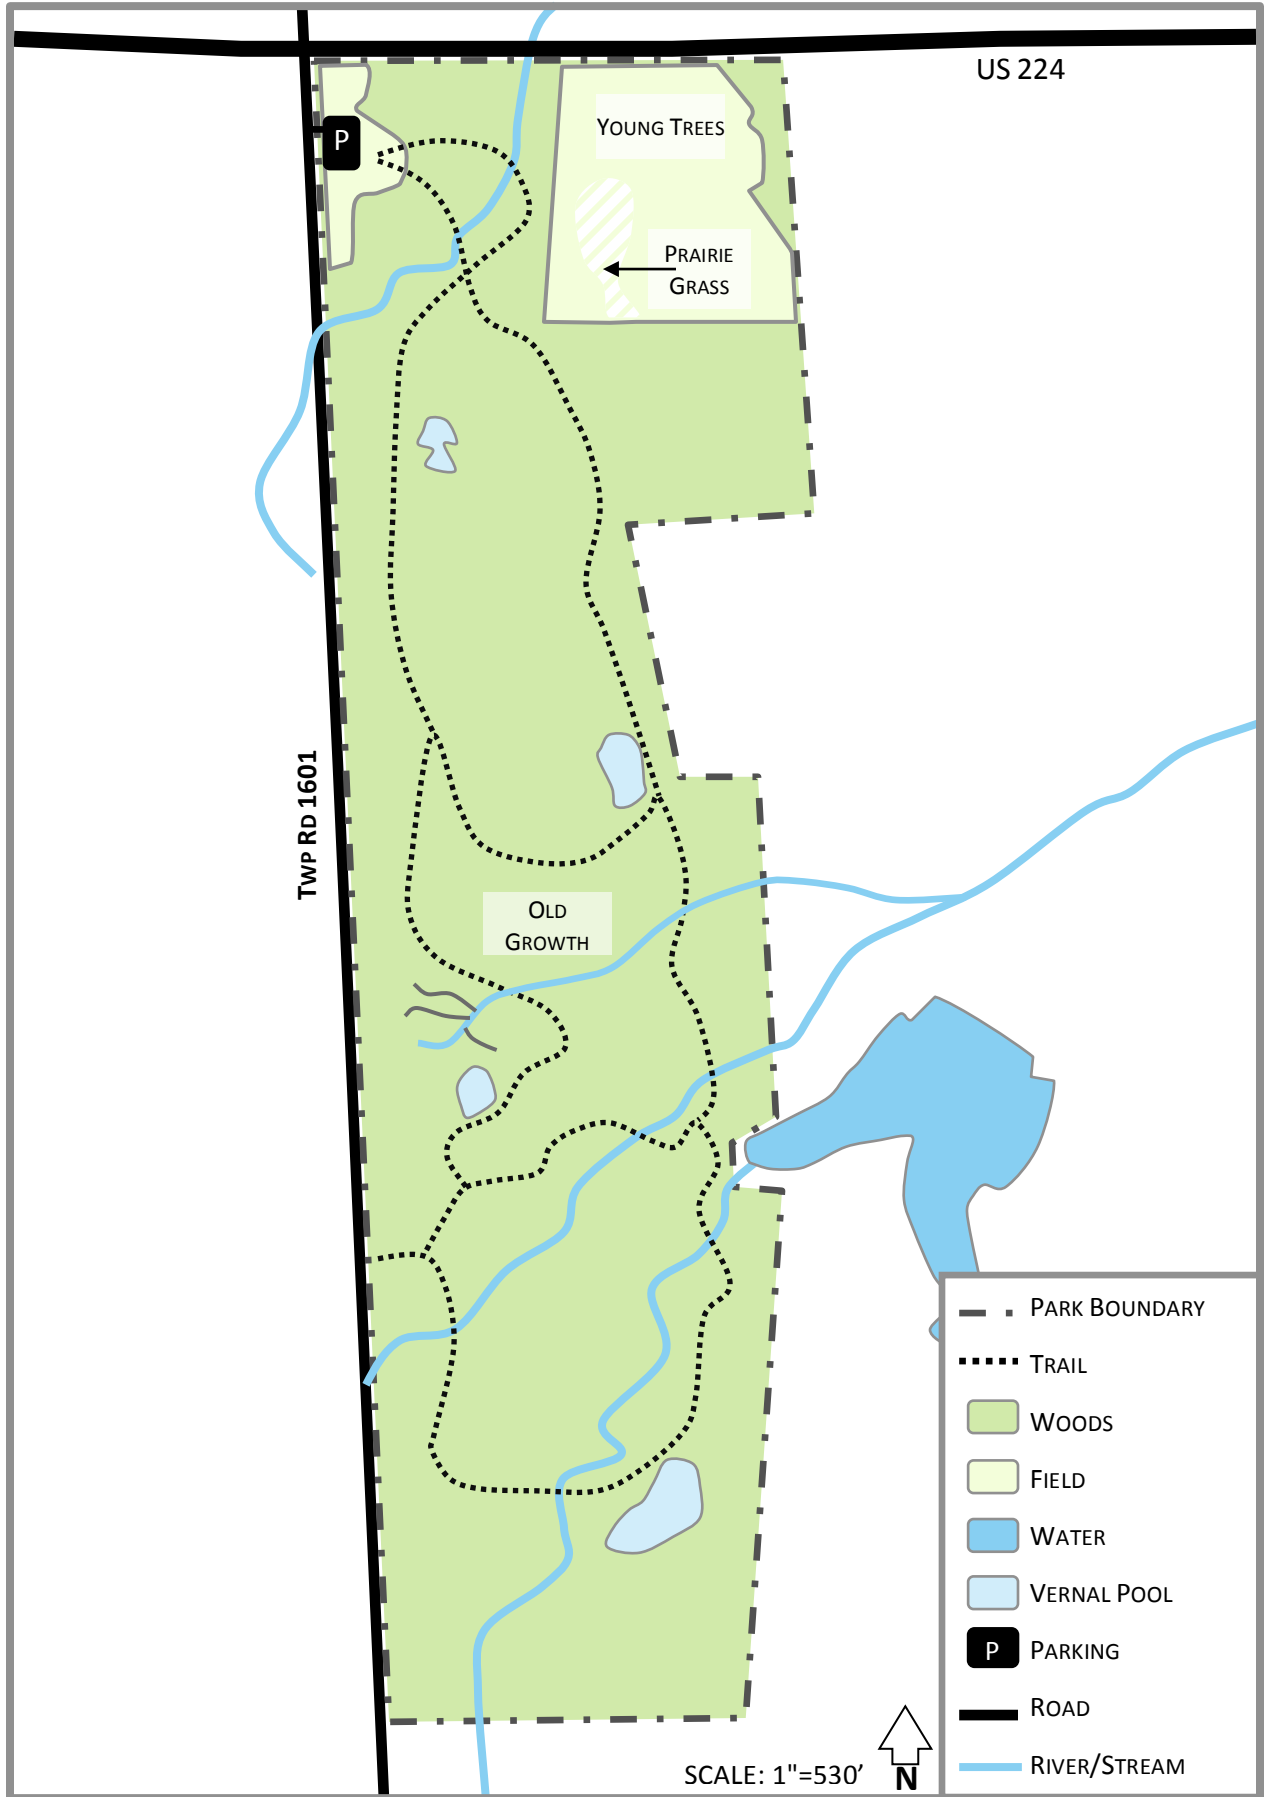 US 224
P
YOUNG TREES
PRAIRIE
GRASS
TWP RD 1601
OLD
GROWTH
PARK BOUNDARY
TRAIL
WOODS
FIELD
WATER
VERNAL POOL
P PARKING
ROAD
RIVER/STREAM
SCALE: 1"=530’
N